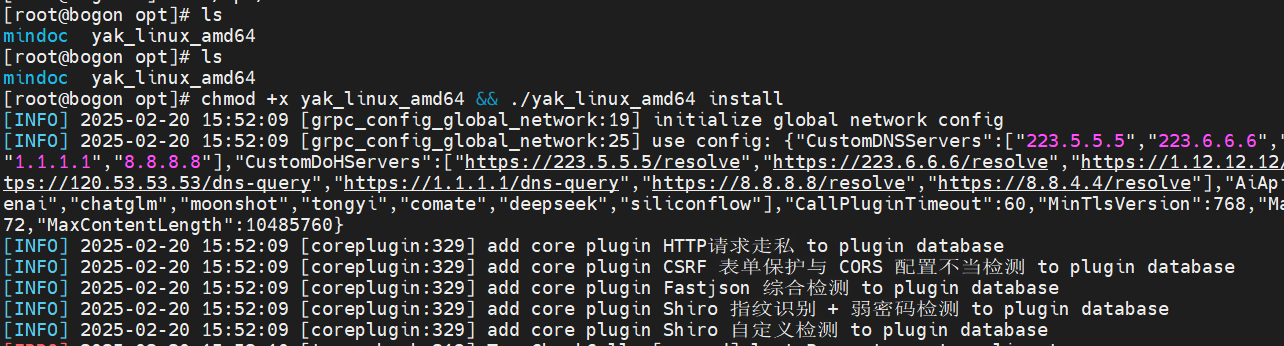 [root@bogon opt]# ls
mindoc  yak_linux_amd64
[root@bogon opt]# ls
mindoc  yak_linux_amd64
[root@bogon opt]# chmod +x yak_linux_amd64 && ./yak_linux_amd64 install
[INFO] 2025-02-20 15:52:09 [grpc_config_global_network:19] initialize global network config
[INFO] 2025-02-20 15:52:09 [grpc_config_global_network:25] use config: {"CustomDNSServers":["223.5.5.5","223.6.6.6",
"1.1.1.1","8.8.8.8"],"CustomDoHServers":["https://223.5.5.5/resolve","https://223.6.6.6/resolve","https://1.12.12.12/
tps://120.53.53.53/dns-query","https://1.1.1.1/dns-query","https://8.8.8.8/resolve","https://8.8.4.4/resolve"],"AiAp
enai","chatglm","moonshot","tongyi","comate","deepseek","siliconflow"],"CallPluginTimeout":60,"MinTlsVersion":768,"Ma
72,"MaxContentLength":10485760}
[INFO] 2025-02-20 15:52:09 [coreplugin:329] add core plugin HTTP请求走私 to plugin database
[INFO] 2025-02-20 15:52:09 [coreplugin:329] add core plugin CSRF 表单保护与 CORS 配置不当检测 to plugin database
[INFO] 2025-02-20 15:52:09 [coreplugin:329] add core plugin Fastjson 综合检测 to plugin database
[INFO] 2025-02-20 15:52:09 [coreplugin:329] add core plugin Shiro 指纹识别 + 弱密码检测 to plugin database
[INFO] 2025-02-20 15:52:09 [coreplugin:329] add core plugin Shiro 自定义检测 to plugin database